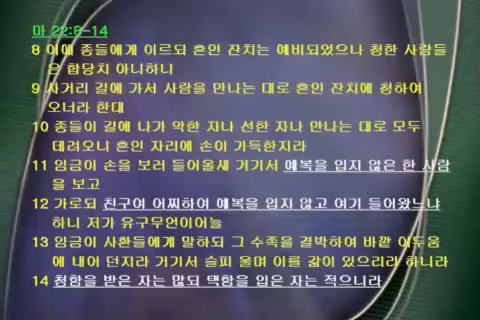 마 22:8-14
8 이에 종들에게 이르되 혼인 잔치는 예비되었으나 청한 사람들
은 합당치 아니하니
9 사거리 길에 가서 사람을 만나는 대로 혼인 잔치에 청하여
오너라 한대
10 종들이 길에 나가 악한 자나 선한 자나 만나는 대로 모두
데려오니 혼인 자리에 손이 가득한지라
11 임금이 손을 보러 들어올새 거기서 예복을 입지 않은 한 사람
을 보고
12 가로되 친구여 어찌하여 예복을 입지 않고 여기 들어왔느냐
하니 저가 유구무언이어늘
13 임금이 사환들에게 말하되 그 수족을 결박하여 바깥 어두움
에 내어 던지라 거기서 슬피 울며 이를 갊이 있으리라 하니라
14 청함을 받은 자는 많되 택함을 입은 자는 적으니라